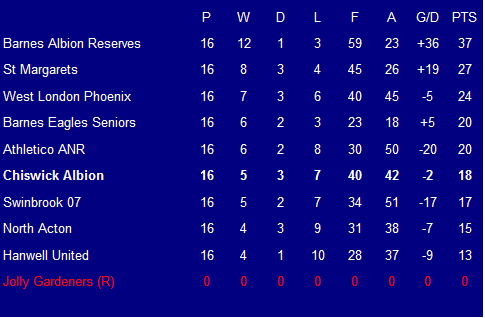 P W D L F A G/D PTS
Barnes Albion Reserves 16 12 1 3 59 23 +36 37
St Margarets 16 8 3 4 45 26 +19 27
West London Phoenix 16 7 3 6 40 45 -5 24
Barnes Eagles Seniors 16 6 2 3 23 18 +5 20
Athletico ANR 16 6 2 8 30 50 -20 20
Chiswick Albion 16 5 3 7 40 42 -2 18
Swinbrook 07 16 5 2 7 34 51 -17 17
North Acton 16 4 3 9 31 38 -7 15
Hanwell United 16 4 1 10 28 37 -9 13
Jolly Gardeners (R) 0 0 0 0 0 0 0 0